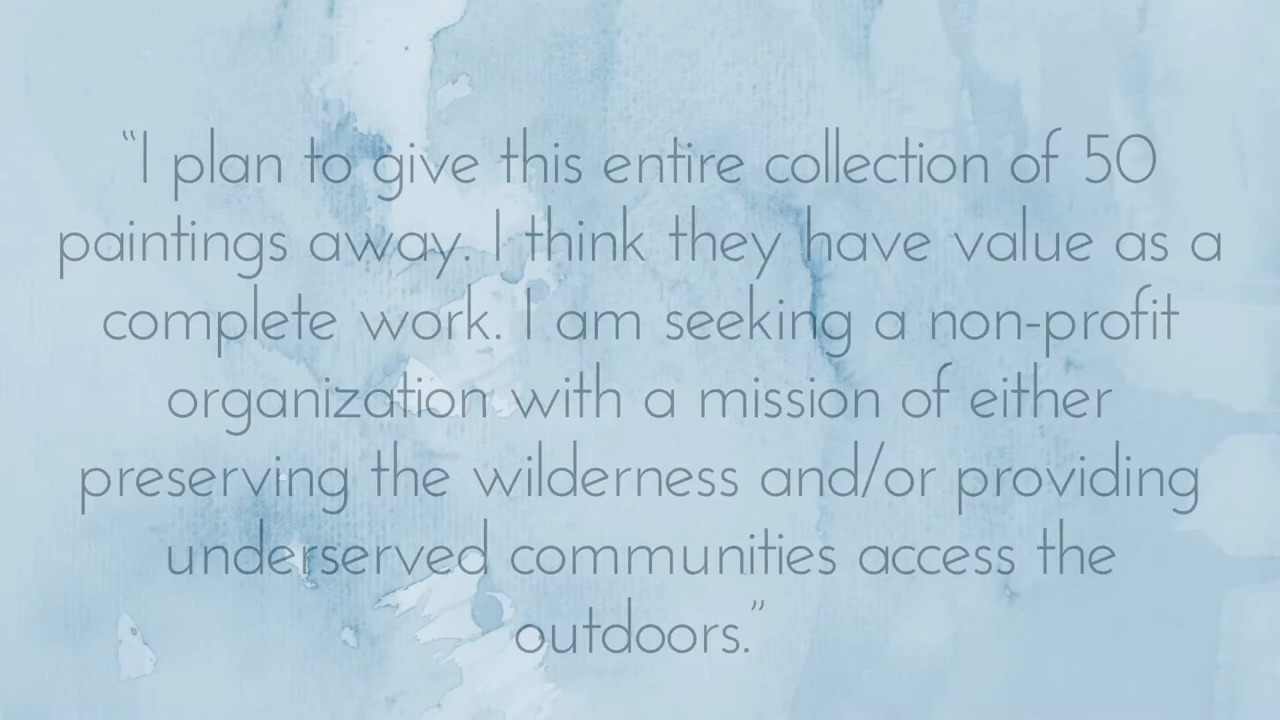 “I plan to give this entire collection of 50
paintings away. I think they have value as a
complete work. I am seeking a non-profit
organization with a mission of either
preserving the wilderness and/or providing
underserved communities access the
outdoors.”